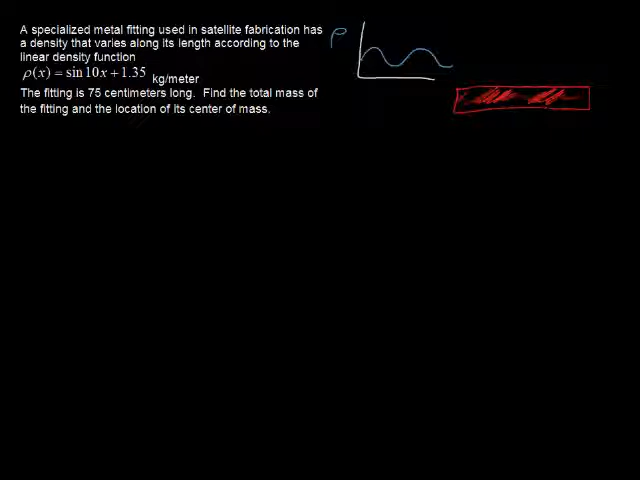 A specialized metal fitting used in satellite fabrication has
a density that varies along its length according to the
linear density function
ρ(x) = sin 10x + 1.35 kg/meter
The fitting is 75 centimeters long. Find the total mass of
the fitting and the location of its center of mass.
ρ